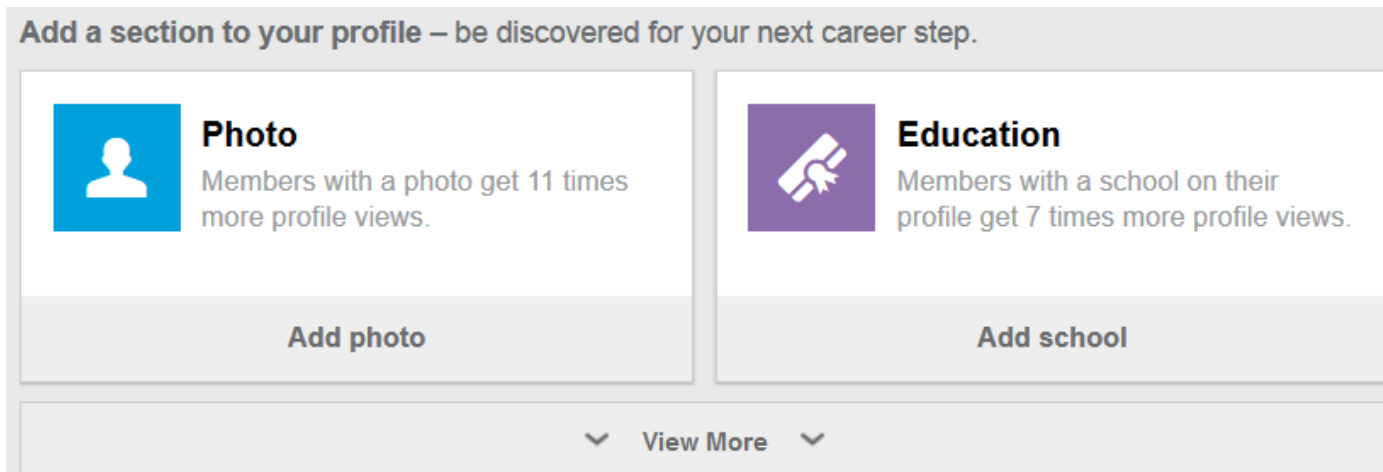 Add a section to your profile – be discovered for your next career step.
Photo
Members with a photo get 11 times
more profile views.
Add photo
Education
Members with a school on their
profile get 7 times more profile views.
Add school
View More